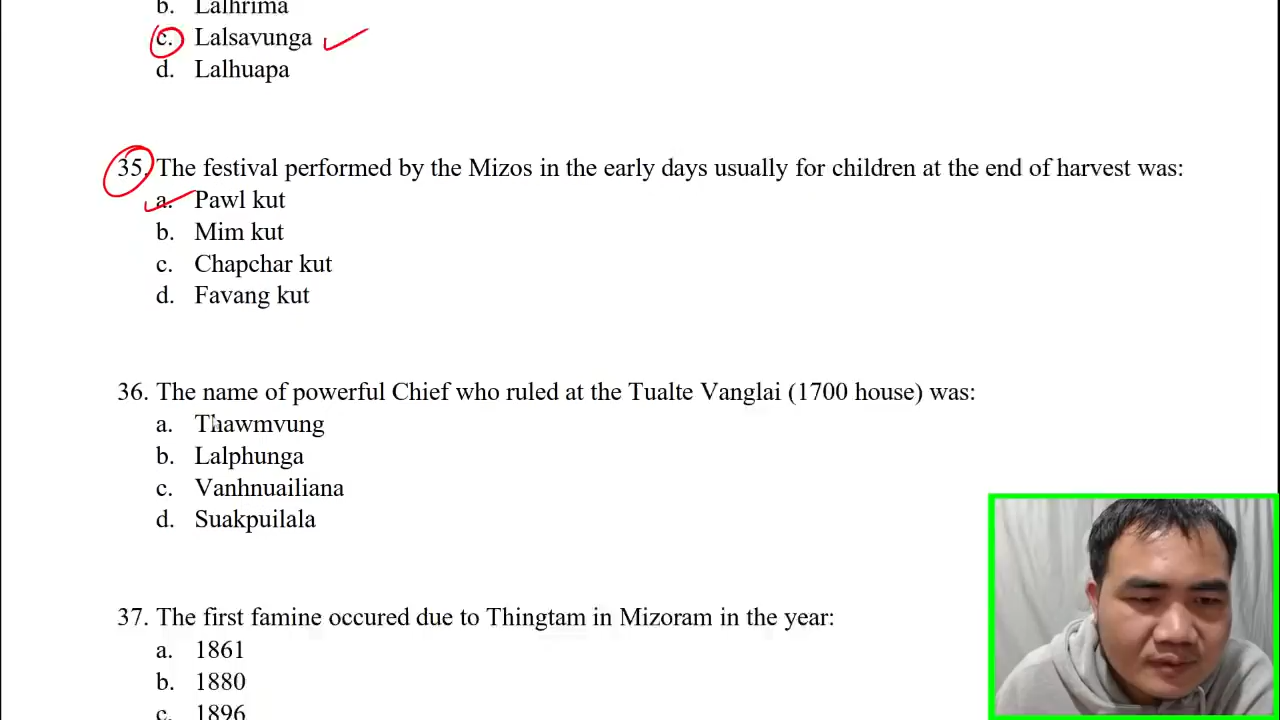 b. Lalhrima
c. Lalsavunga
d. Lalhuapa
35. The festival performed by the Mizos in the early days usually for children at the end of harvest was:
a. Pawl kut
b. Mim kut
c. Chapchar kut
d. Favang kut
36. The name of powerful Chief who ruled at the Tualte Vanglai (1700 house) was:
a. Thawmvung
b. Lalphunga
c. Vanhnuailiana
d. Suakpuilala
37. The first famine occured due to Thingtam in Mizoram in the year:
a. 1861
b. 1880
c. 1896